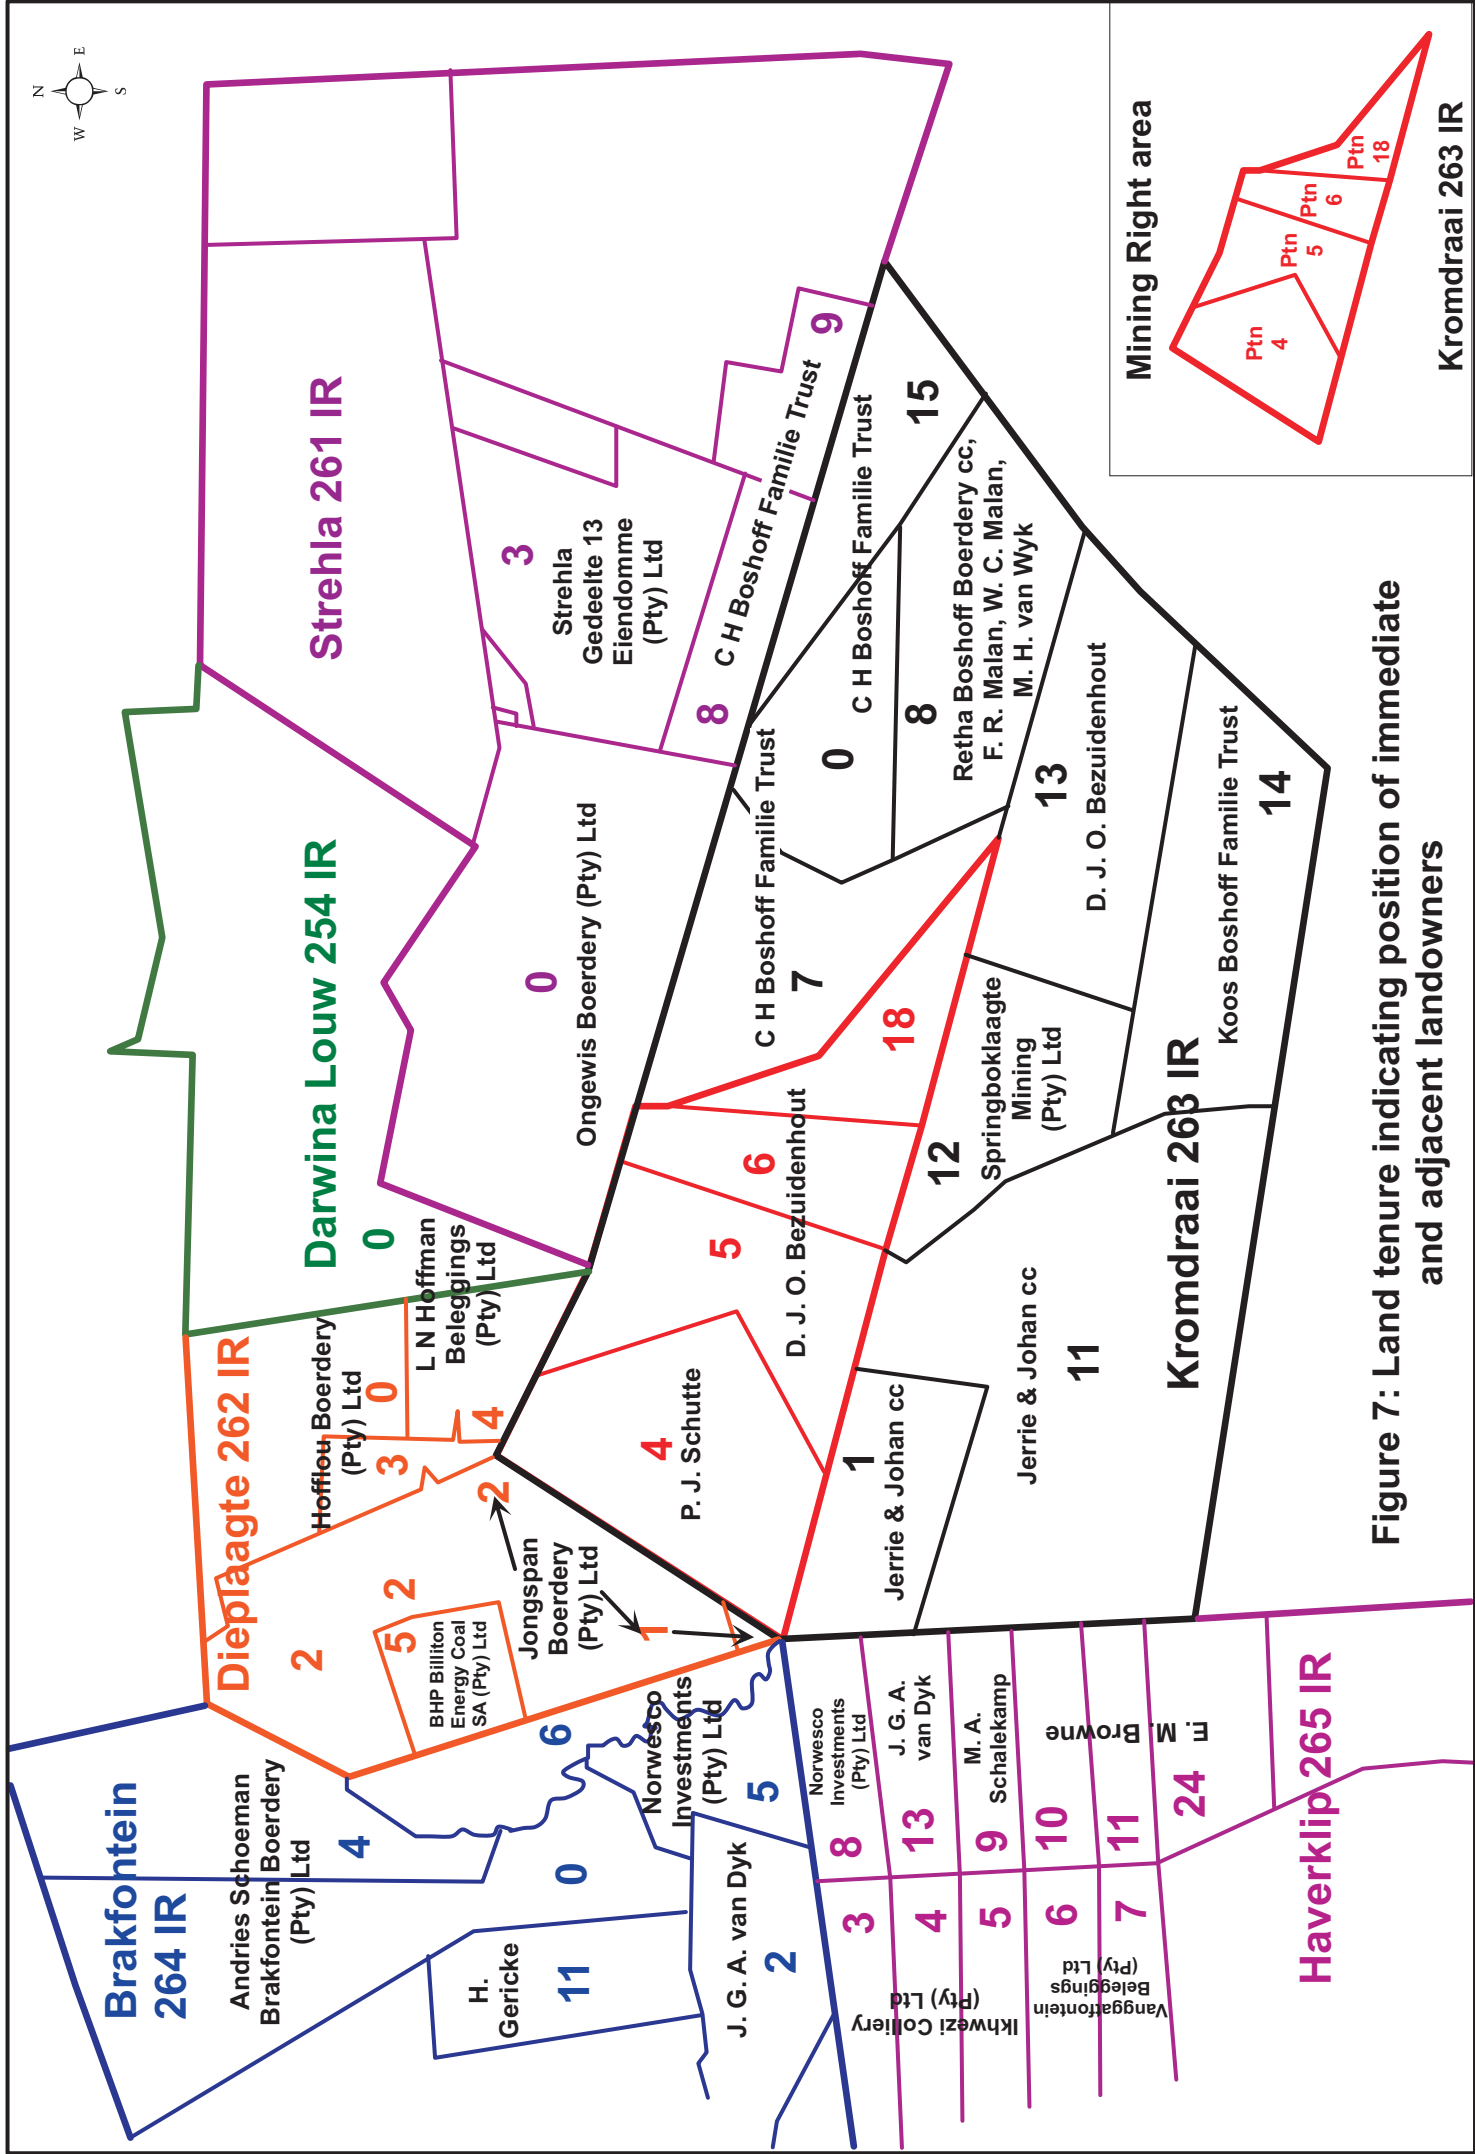 N
W
E
S
Brakfontein
264 IR
Andries Schoeman
Brakfontein Boerdery
(Pty) Ltd
4
0
H.
Gericke
11
6
Norwesco
Investments
(Pty) Ltd
5
J. G. A. van Dyk
2
Dieplaagte 262 IR
2
2
5
BHP Billiton
Energy Coal
SA (Pty) Ltd
Hofflou Boerdery
(Pty) Ltd
0
3
4
2
L N Hoffman
Beleggings
(Pty) Ltd
Jongspan
Boerdery
(Pty) Ltd
1
Darwina Louw 254 IR
0
Strehla 261 IR
3
Strehla
Gedeelte 13
Eiendomme
(Pty) Ltd
0
Ongewis Boerdery (Pty) Ltd
8
C H Boshoff Familie Trust
9
C H Boshoff Familie Trust
7
C H Boshoff Familie Trust
0
15
8
Retha Boshoff Boerdery cc,
F. R. Malan, W. C. Malan,
M. H. van Wyk
13
D. J. O. Bezuidenhout
Koos Boshoff Familie Trust
14
4
P. J. Schutte
5
6
D. J. O. Bezuidenhout
18
12
Springboklaagte
Mining
(Pty) Ltd
1
Jerrie & Johan cc
Jerrie & Johan cc
11
Kromdraai 263 IR
Norwesco
Investments
(Pty) Ltd
8
J. G. A.
van Dyk
13
M. A.
Schalekamp
9
10
11
E. M. Browne
24
3
4
5
6
7
Ikhwezi Colliery
(Pty) Ltd
Vanggatfontein
Beleggings
(Pty) Ltd
Haverklip 265 IR
Mining Right area
Ptn
4
Ptn
5
Ptn
6
Ptn
18
Kromdraai 263 IR
Figure 7: Land tenure indicating position of immediate
and adjacent landowners